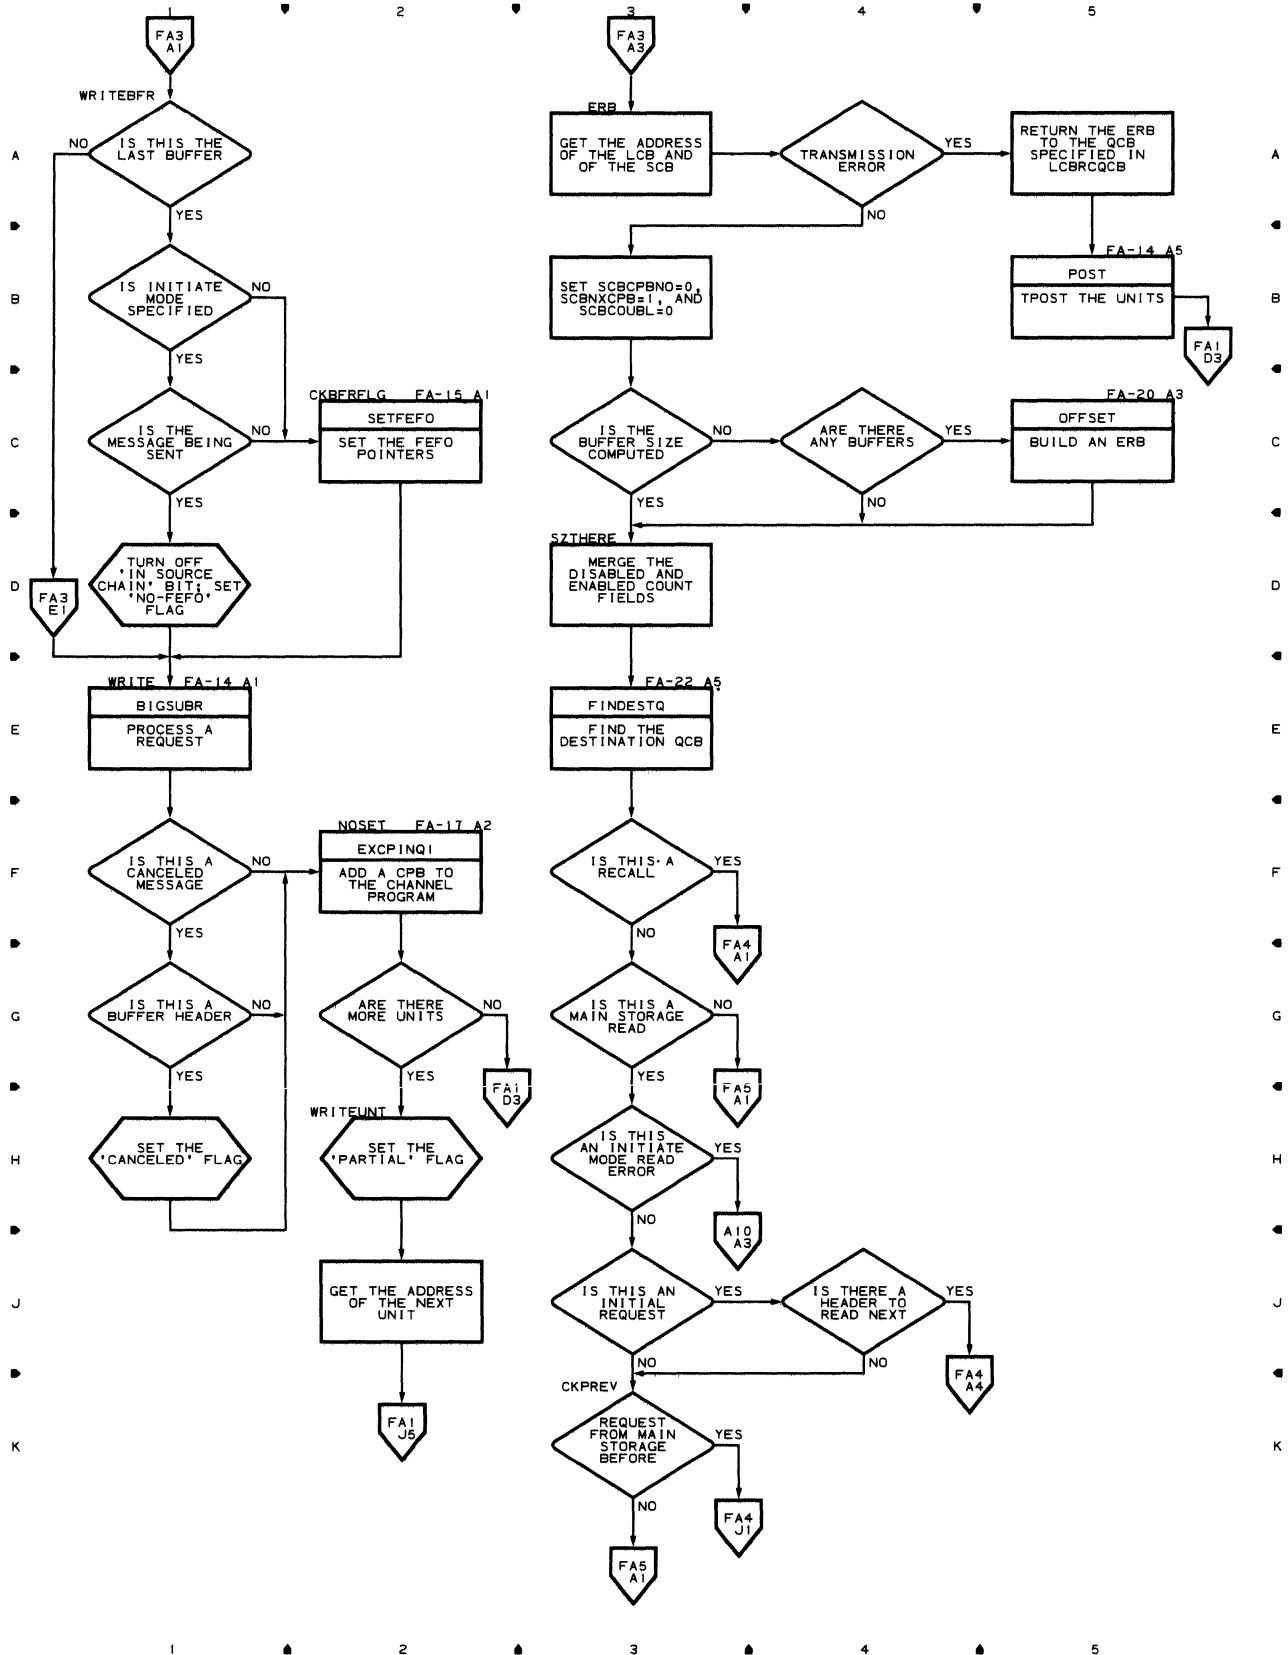 1 2 3 4 5
FA3
A1
WRITEBFR
IS THIS THE
LAST BUFFER
NO
YES
IS INITIATE
MODE
SPECIFIED
NO
YES
IS THE
MESSAGE BEING
SENT
NO
YES
CKBFRFLG FA-15 A1
SETFEFO
SET THE FEFO
POINTERS
TURN OFF
'IN SOURCE
CHAIN' BIT; SET
'NO-FEFO'
FLAG
FA3
E1
WRITE FA-14 A1
BIGSUBR
PROCESS A
REQUEST
IS THIS A
CANCELED
MESSAGE
NO
YES
IS THIS A
BUFFER HEADER
NO
YES
SET THE
'CANCELED' FLAG
NOSET FA-17 A2
EXCPINQ1
ADD A CPB TO
THE CHANNEL
PROGRAM
ARE THERE
MORE UNITS
NO
YES
FA1
D3
WRITEUNT
SET THE
'PARTIAL' FLAG
GET THE ADDRESS
OF THE NEXT
UNIT
FA1
J5
FA3
A3
ERB
GET THE ADDRESS
OF THE LCB AND
OF THE SCB
TRANSMISSION
ERROR
YES
NO
RETURN THE ERB
TO THE QCB
SPECIFIED IN
LCBRCQCB
FA-14 A5
POST
TPOST THE UNITS
FA1
D3
SET SCBCPBNO=0,
SCBNXCPB=1, AND
SCBCOUBL=0
IS THE
BUFFER SIZE
COMPUTED
NO
YES
ARE THERE
ANY BUFFERS
YES
NO
FA-20 A3
OFFSET
BUILD AN ERB
SZTHERE
MERGE THE
DISABLED AND
ENABLED COUNT
FIELDS
FA-22 A5
FINDESTQ
FIND THE
DESTINATION QCB
IS THIS A
RECALL
YES
NO
FA4
A1
IS THIS A
MAIN STORAGE
READ
NO
YES
FA5
A1
IS THIS
AN INITIATE
MODE READ
ERROR
YES
NO
A10
A3
IS THIS AN
INITIAL
REQUEST
YES
NO
IS THERE A
HEADER TO
READ NEXT
YES
NO
FA4
A4
CKPREV
REQUEST
FROM MAIN
STORAGE
BEFORE
YES
NO
FA4
J1
FA5
A1
A A
B B
C C
D D
E E
F F
G G
H H
J J
K K
1 2 3 4 5